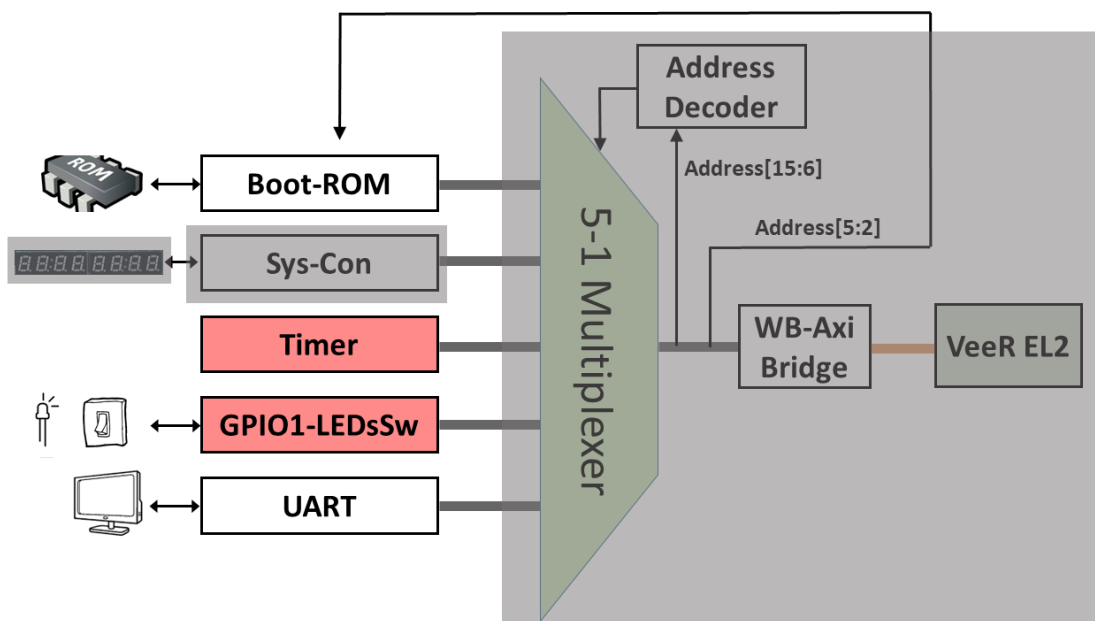 Address
Decoder
Address[15:6]
Address[5:2]
ROM
Boot-ROM
Sys-Con
Timer
GPIO1-LEDsSw
UART
5-1 Multiplexer
WB-Axi
Bridge
VeeR EL2